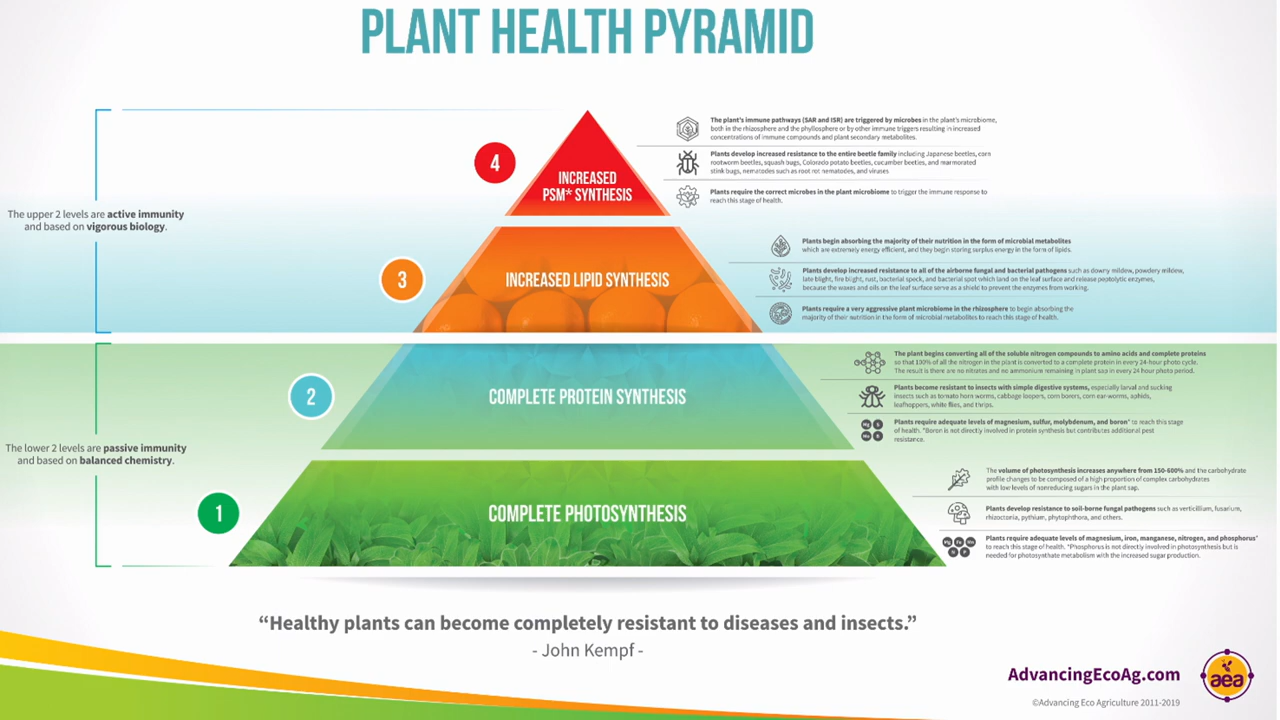 PLANT HEALTH PYRAMID
4
INCREASED
PSM* SYNTHESIS
The plant's immune pathways (SAR and ISR) are triggered by microbes in the plant's microbiome,
both in the rhizosphere and the phyllosphere or by other immune triggers resulting in increased
concentrations of immune compounds and plant secondary metabolites.
Plants develop increased resistance to the entire beetle family including Japanese beetles, corn
rootworm beetles, squash bugs, Colorado potato beetles, cucumber beetles, and marmorated
stink bugs, nematodes such as root rot nematodes, and viruses
Plants require the correct microbes in the plant microbiome to trigger the immune response to
reach this stage of health.
The upper 2 levels are active immunity
and based on vigorous biology.
3
INCREASED LIPID SYNTHESIS
Plants begin absorbing the majority of their nutrition in the form of microbial metabolites
which are extremely energy efficient, and they begin storing surplus energy in the form of lipids.
Plants develop increased resistance to all of the airborne fungal and bacterial pathogens such as downy mildew, powdery mildew,
late blight, fire blight, rust, bacterial speck, and bacterial spot which land on the leaf surface and release peptolytic enzymes,
because the waxes and oils on the leaf surface serve as a shield to prevent the enzymes from working.
Plants require a very aggressive plant microbiome in the rhizosphere to begin absorbing the
majority of their nutrition in the form of microbial metabolites to reach this stage of health.
2
COMPLETE PROTEIN SYNTHESIS
The plant begins converting all of the soluble nitrogen compounds to amino acids and complete proteins
so that 100% of all the nitrogen in the plant is converted to a complete protein in every 24 hour photo cycle.
The result is there are no nitrates and no ammonium remaining in plant sap in every 24 hour photo period.
Plants become resistant to insects with simple digestive systems, especially larval and sucking
insects such as tomato horn worms, cabbage loopers, corn borers, corn ear-worms, aphids,
leafhoppers, white flies, and thrips.
Mg S
Mo B
Plants require adequate levels of magnesium, sulfur, molybdenum, and boron* to reach this stage
of health. *Boron is not directly involved in protein synthesis but contributes additional pest
resistance.
The lower 2 levels are passive immunity
and based on balanced chemistry.
1
COMPLETE PHOTOSYNTHESIS
The volume of photosynthesis increases anywhere from 150-600% and the carbohydrate
profile changes to be composed of a high proportion of complex carbohydrates
with low levels of nonreducing sugars in the plant sap.
Plants develop resistance to soil-borne fungal pathogens such as verticillium, fusarium,
rhizoctonia, pythium, phytophthora, and others.
Mg Fe Mn
N P
Plants require adequate levels of magnesium, iron, manganese, nitrogen, and phosphorus*
to reach this stage of health. *Phosphorus is not directly involved in photosynthesis but is
needed for photosynthate metabolism with the increased sugar production.
“Healthy plants can become completely resistant to diseases and insects.”
- John Kempf -
AdvancingEcoAg.com
aea
©Advancing Eco Agriculture 2011-2019